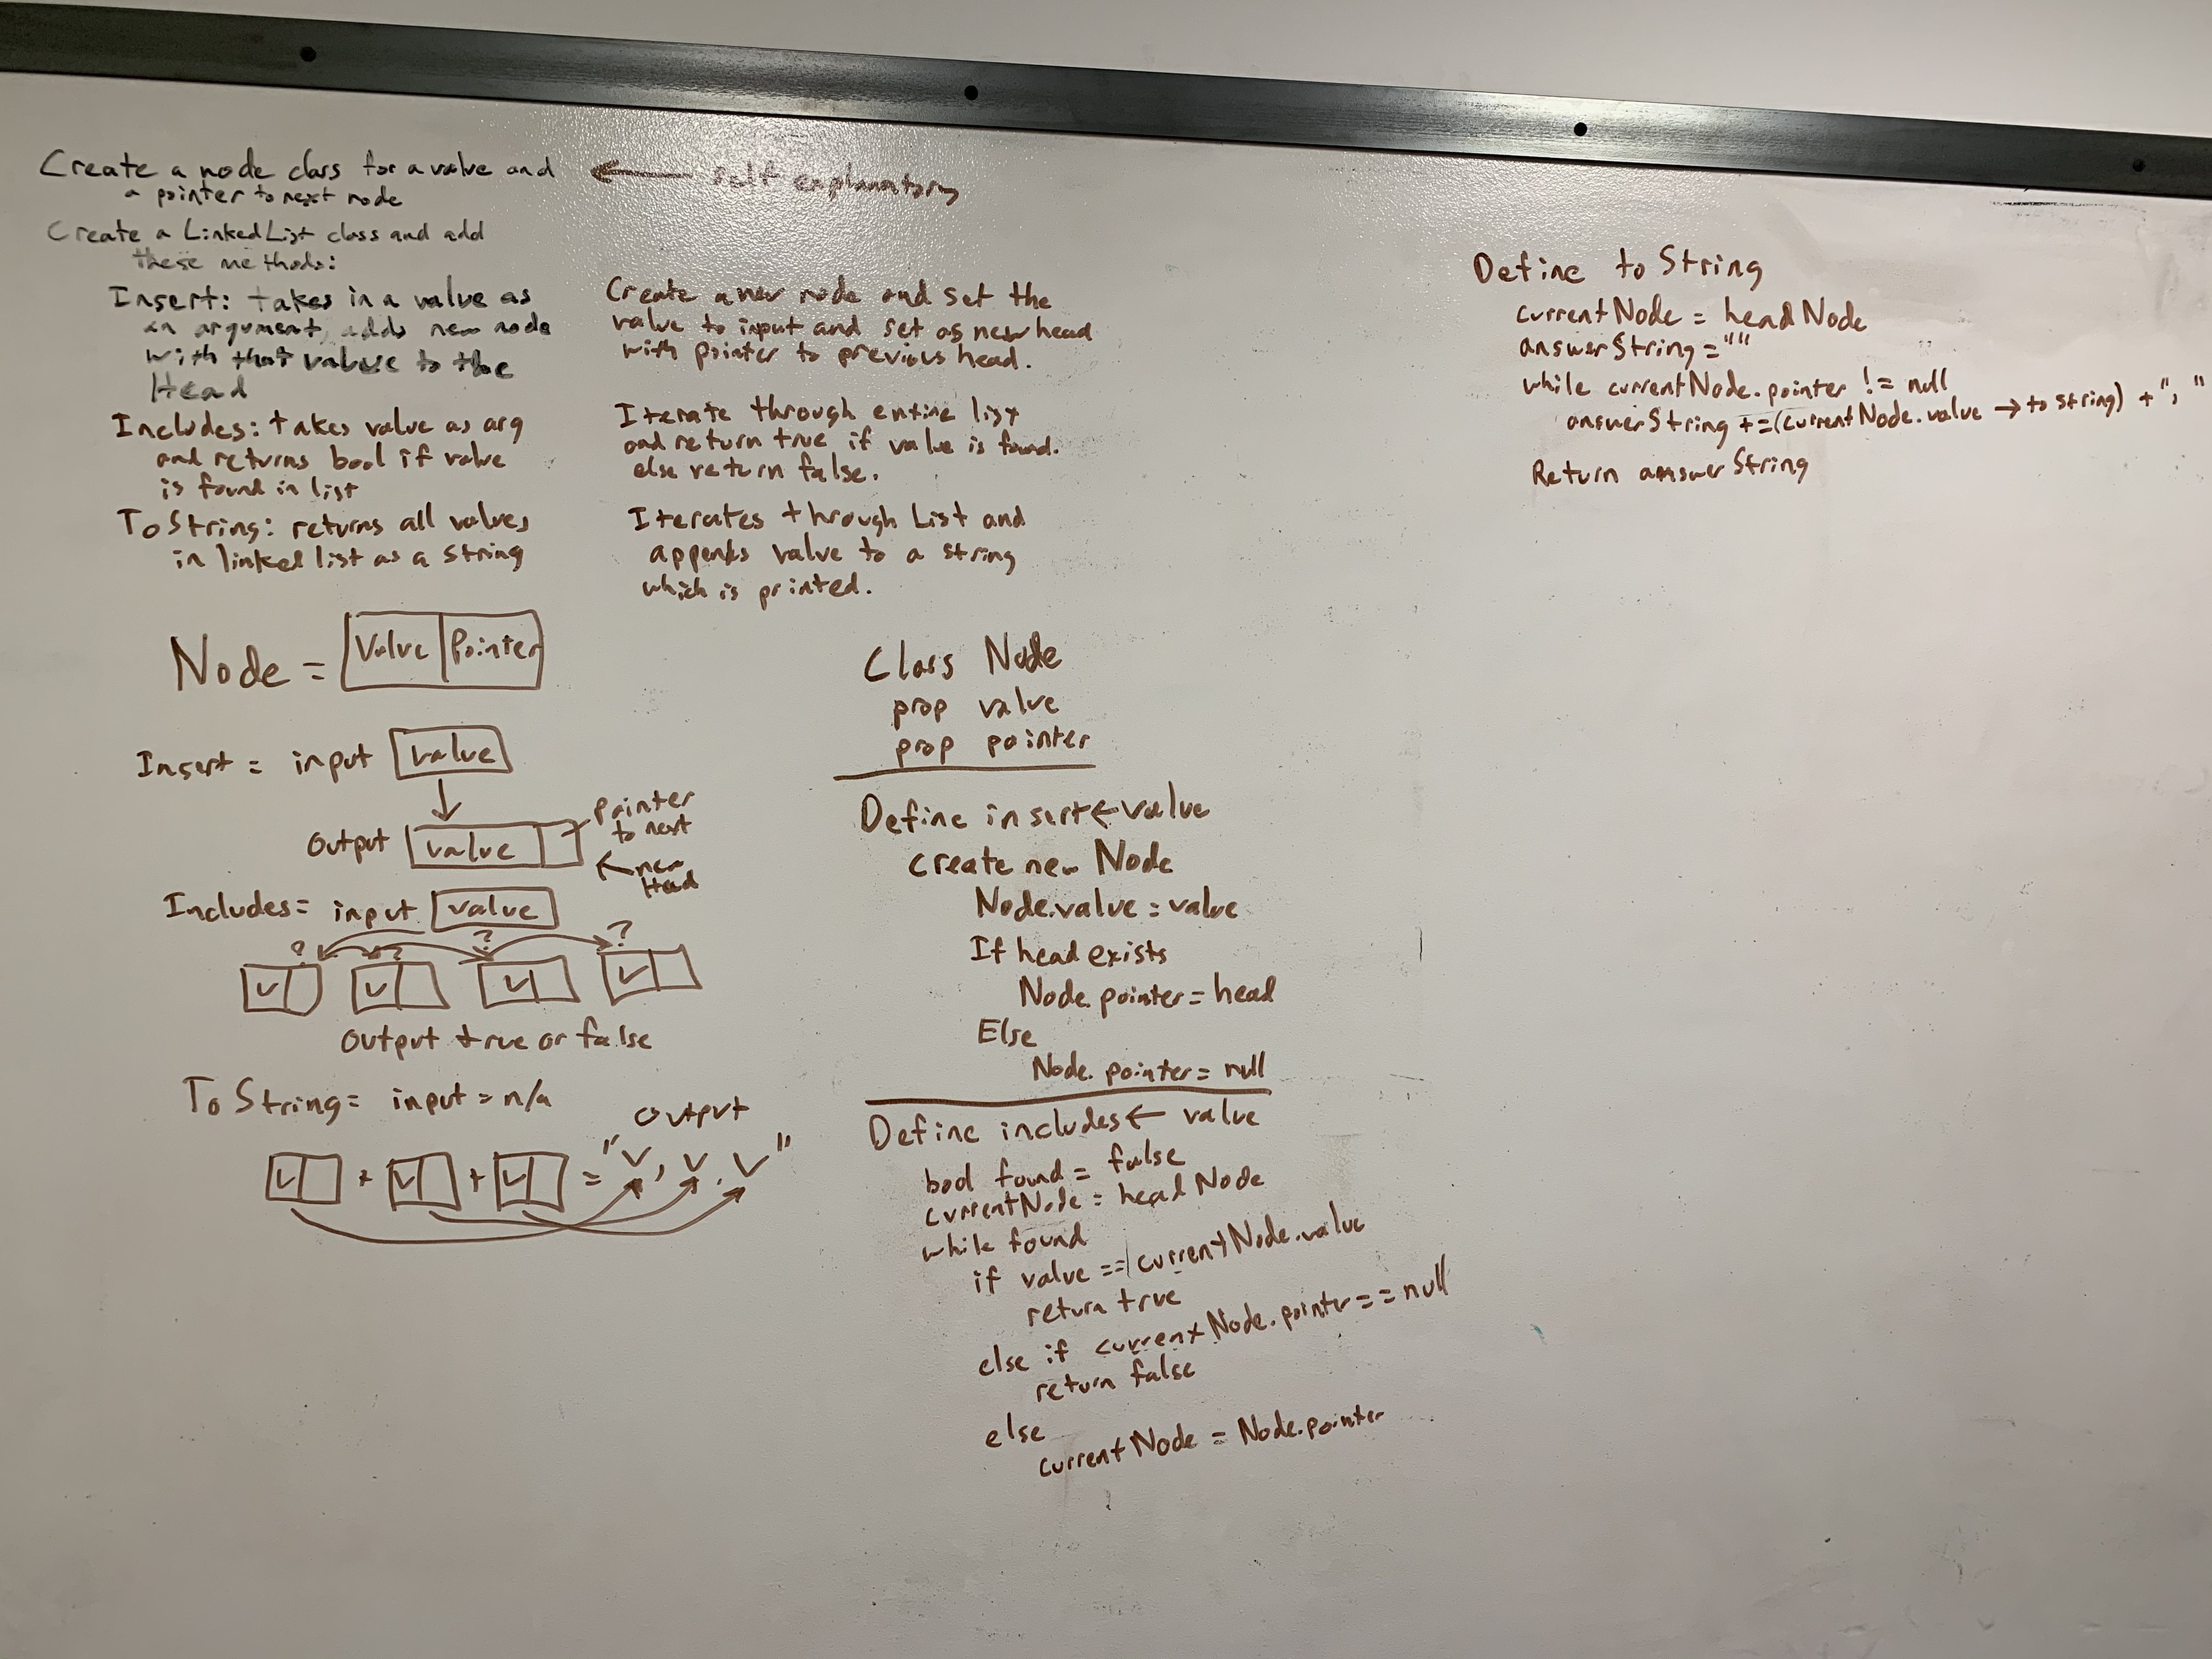 Create a node class for a value and
a pointer to next node
← self explanatory
Create a LinkedList class and add
these methods:
Insert: takes in a value as
an argument, adds new node
with that value to the
Head
Includes: takes value as arg
and returns bool if value
is found in list
To String: returns all values
in linked list as a string
Create a new node and set the
value to input and set as new head
with pointer to previous head.
Iterate through entire list
and return true if value is found.
else return false.
Iterates through List and
appends value to a string
which is printed.
Node = Value Pointer
Insert = input value
Output value
pointer
to next
← new
Head
Includes = input value
? ? ? ?
V V V V
Output true or false
To String = input = n/a
Output
V + V + V = "V, V, V"
Class Node
prop value
prop pointer
Define insert ← value
create new Node
Node.value = value
If head exists
Node.pointer = head
Else
Node.pointer = null
Define includes ← value
bool found = false
currentNode = headNode
while found
if value == currentNode.value
return true
else if currentNode.pointer == null
return false
else
currentNode = Node.pointer
Define to String
currentNode = headNode
answerString = ""
while currentNode.pointer != null
answerString += (currentNode.value → to string) + ", "
Return answerString